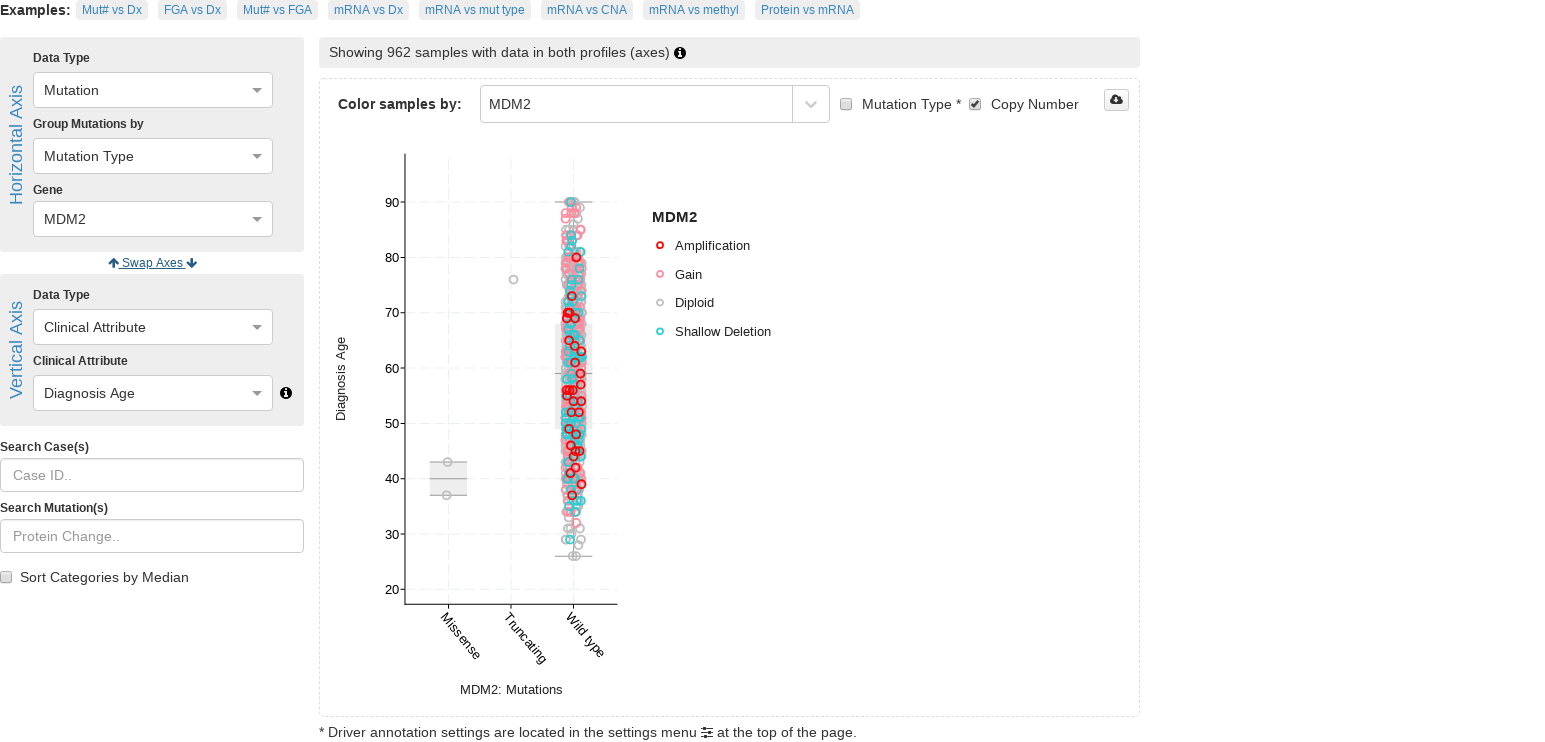 Examples: Mut# vs Dx FGA vs Dx Mut# vs FGA mRNA vs Dx mRNA vs mut type mRNA vs CNA mRNA vs methyl Protein vs mRNA
Horizontal Axis
Data Type
Mutation
Group Mutations by
Mutation Type
Gene
MDM2
Swap Axes
Vertical Axis
Data Type
Clinical Attribute
Clinical Attribute
Diagnosis Age
Search Case(s)
Case ID..
Search Mutation(s)
Protein Change..
Sort Categories by Median
Showing 962 samples with data in both profiles (axes)
Color samples by: MDM2 Mutation Type * Copy Number
Diagnosis Age
90
80
70
60
50
40
30
20
Missense
Truncating
Wild type
MDM2: Mutations
MDM2
Amplification
Gain
Diploid
Shallow Deletion
* Driver annotation settings are located in the settings menu at the top of the page.